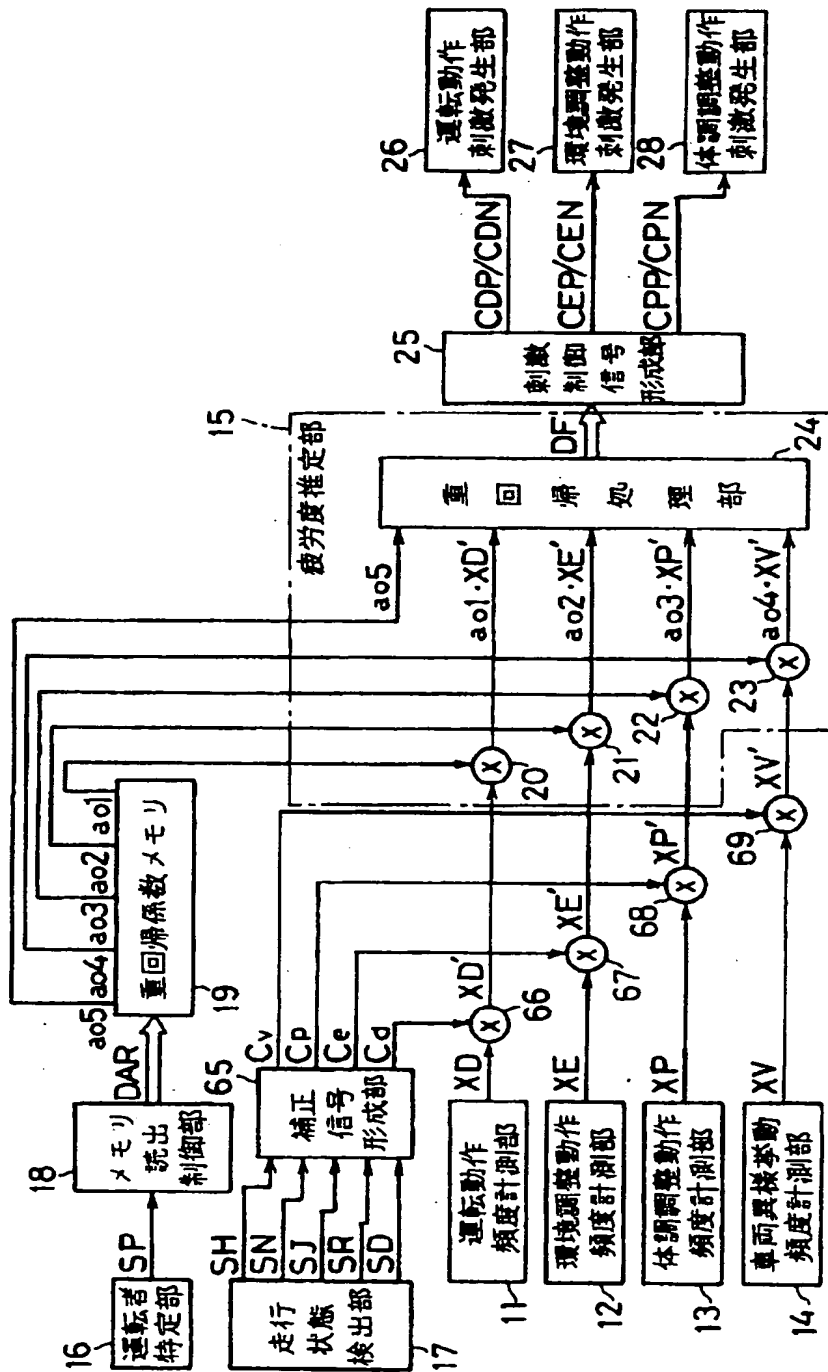 16
運転者
特定部
SP
18
メモリ
読出
制御部
DAR
19
重回帰係数メモリ
ao5
ao4
ao3
ao2
ao1
17
走行
状態
検出部
SH
SN
SJ
SR
SD
65
補正
信号
形成部
Cv
Cp
Ce
Cd
11
運転動作
頻度計測部
XD
66
XD'
20
ao1・XD'
12
環境調整動作
頻度計測部
XE
67
XE'
21
ao2・XE'
13
体調調整動作
頻度計測部
XP
68
XP'
22
ao3・XP'
14
車両異様挙動
頻度計測部
XV
69
XV'
23
ao4・XV'
ao5
15
疲労度推定部
重回帰処理部
24
DF
25
刺激
制御
信号
形成部
CDP/CDN
CEP/CEN
CPP/CPN
26
運転動作
刺激発生部
27
環境調整動作
刺激発生部
28
体調調整動作
刺激発生部